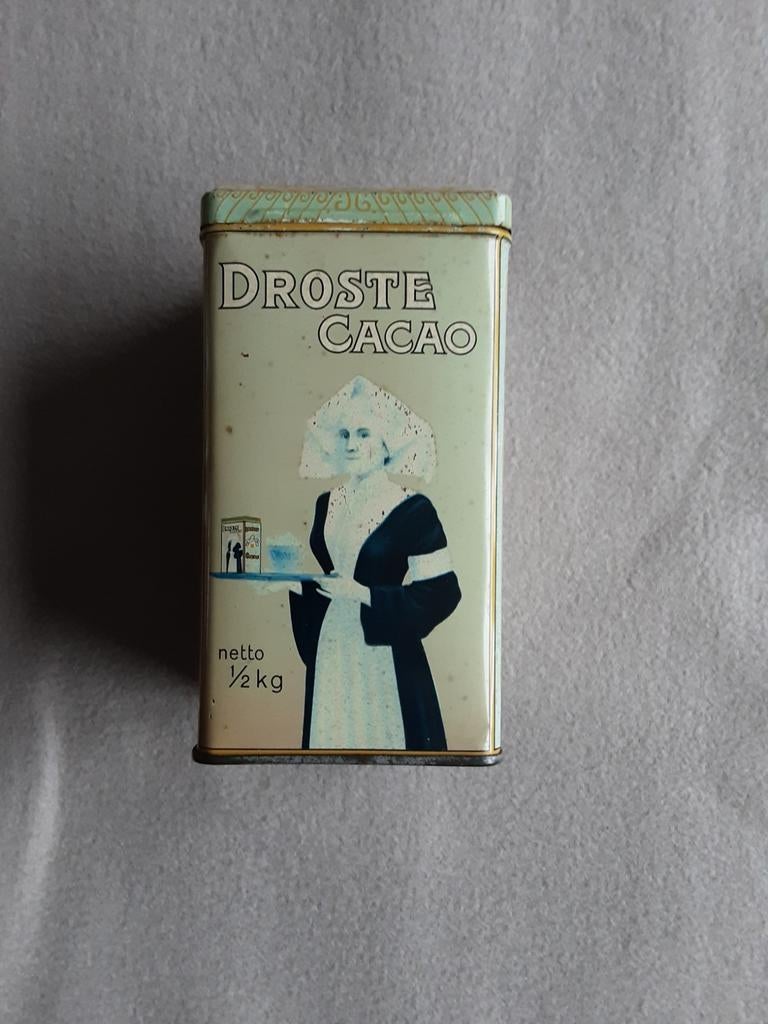 DROSTE
CACAO
netto
½ kg